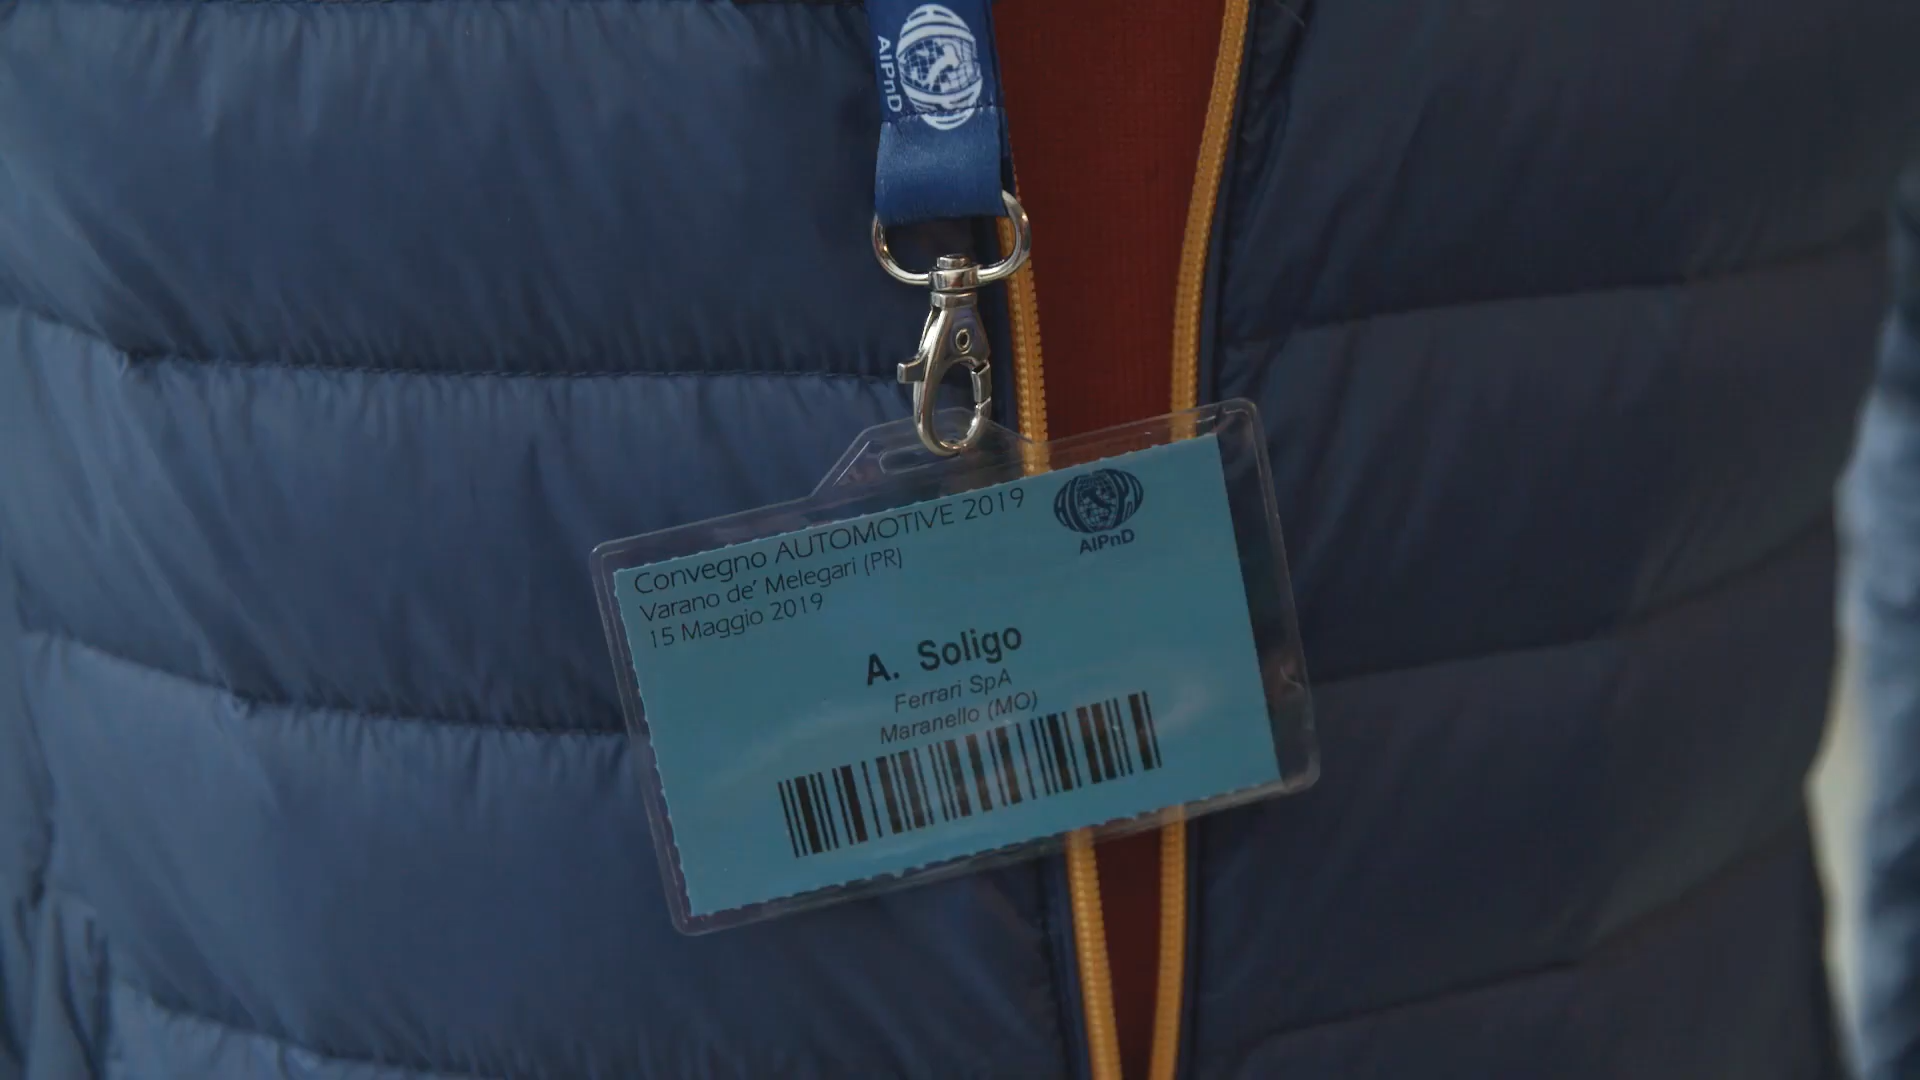 AIPnD
Convegno AUTOMOTIVE 2019
Varano de' Melegari (PR)
15 Maggio 2019
AIPnD
A. Soligo
Ferrari SpA
Maranello (MO)